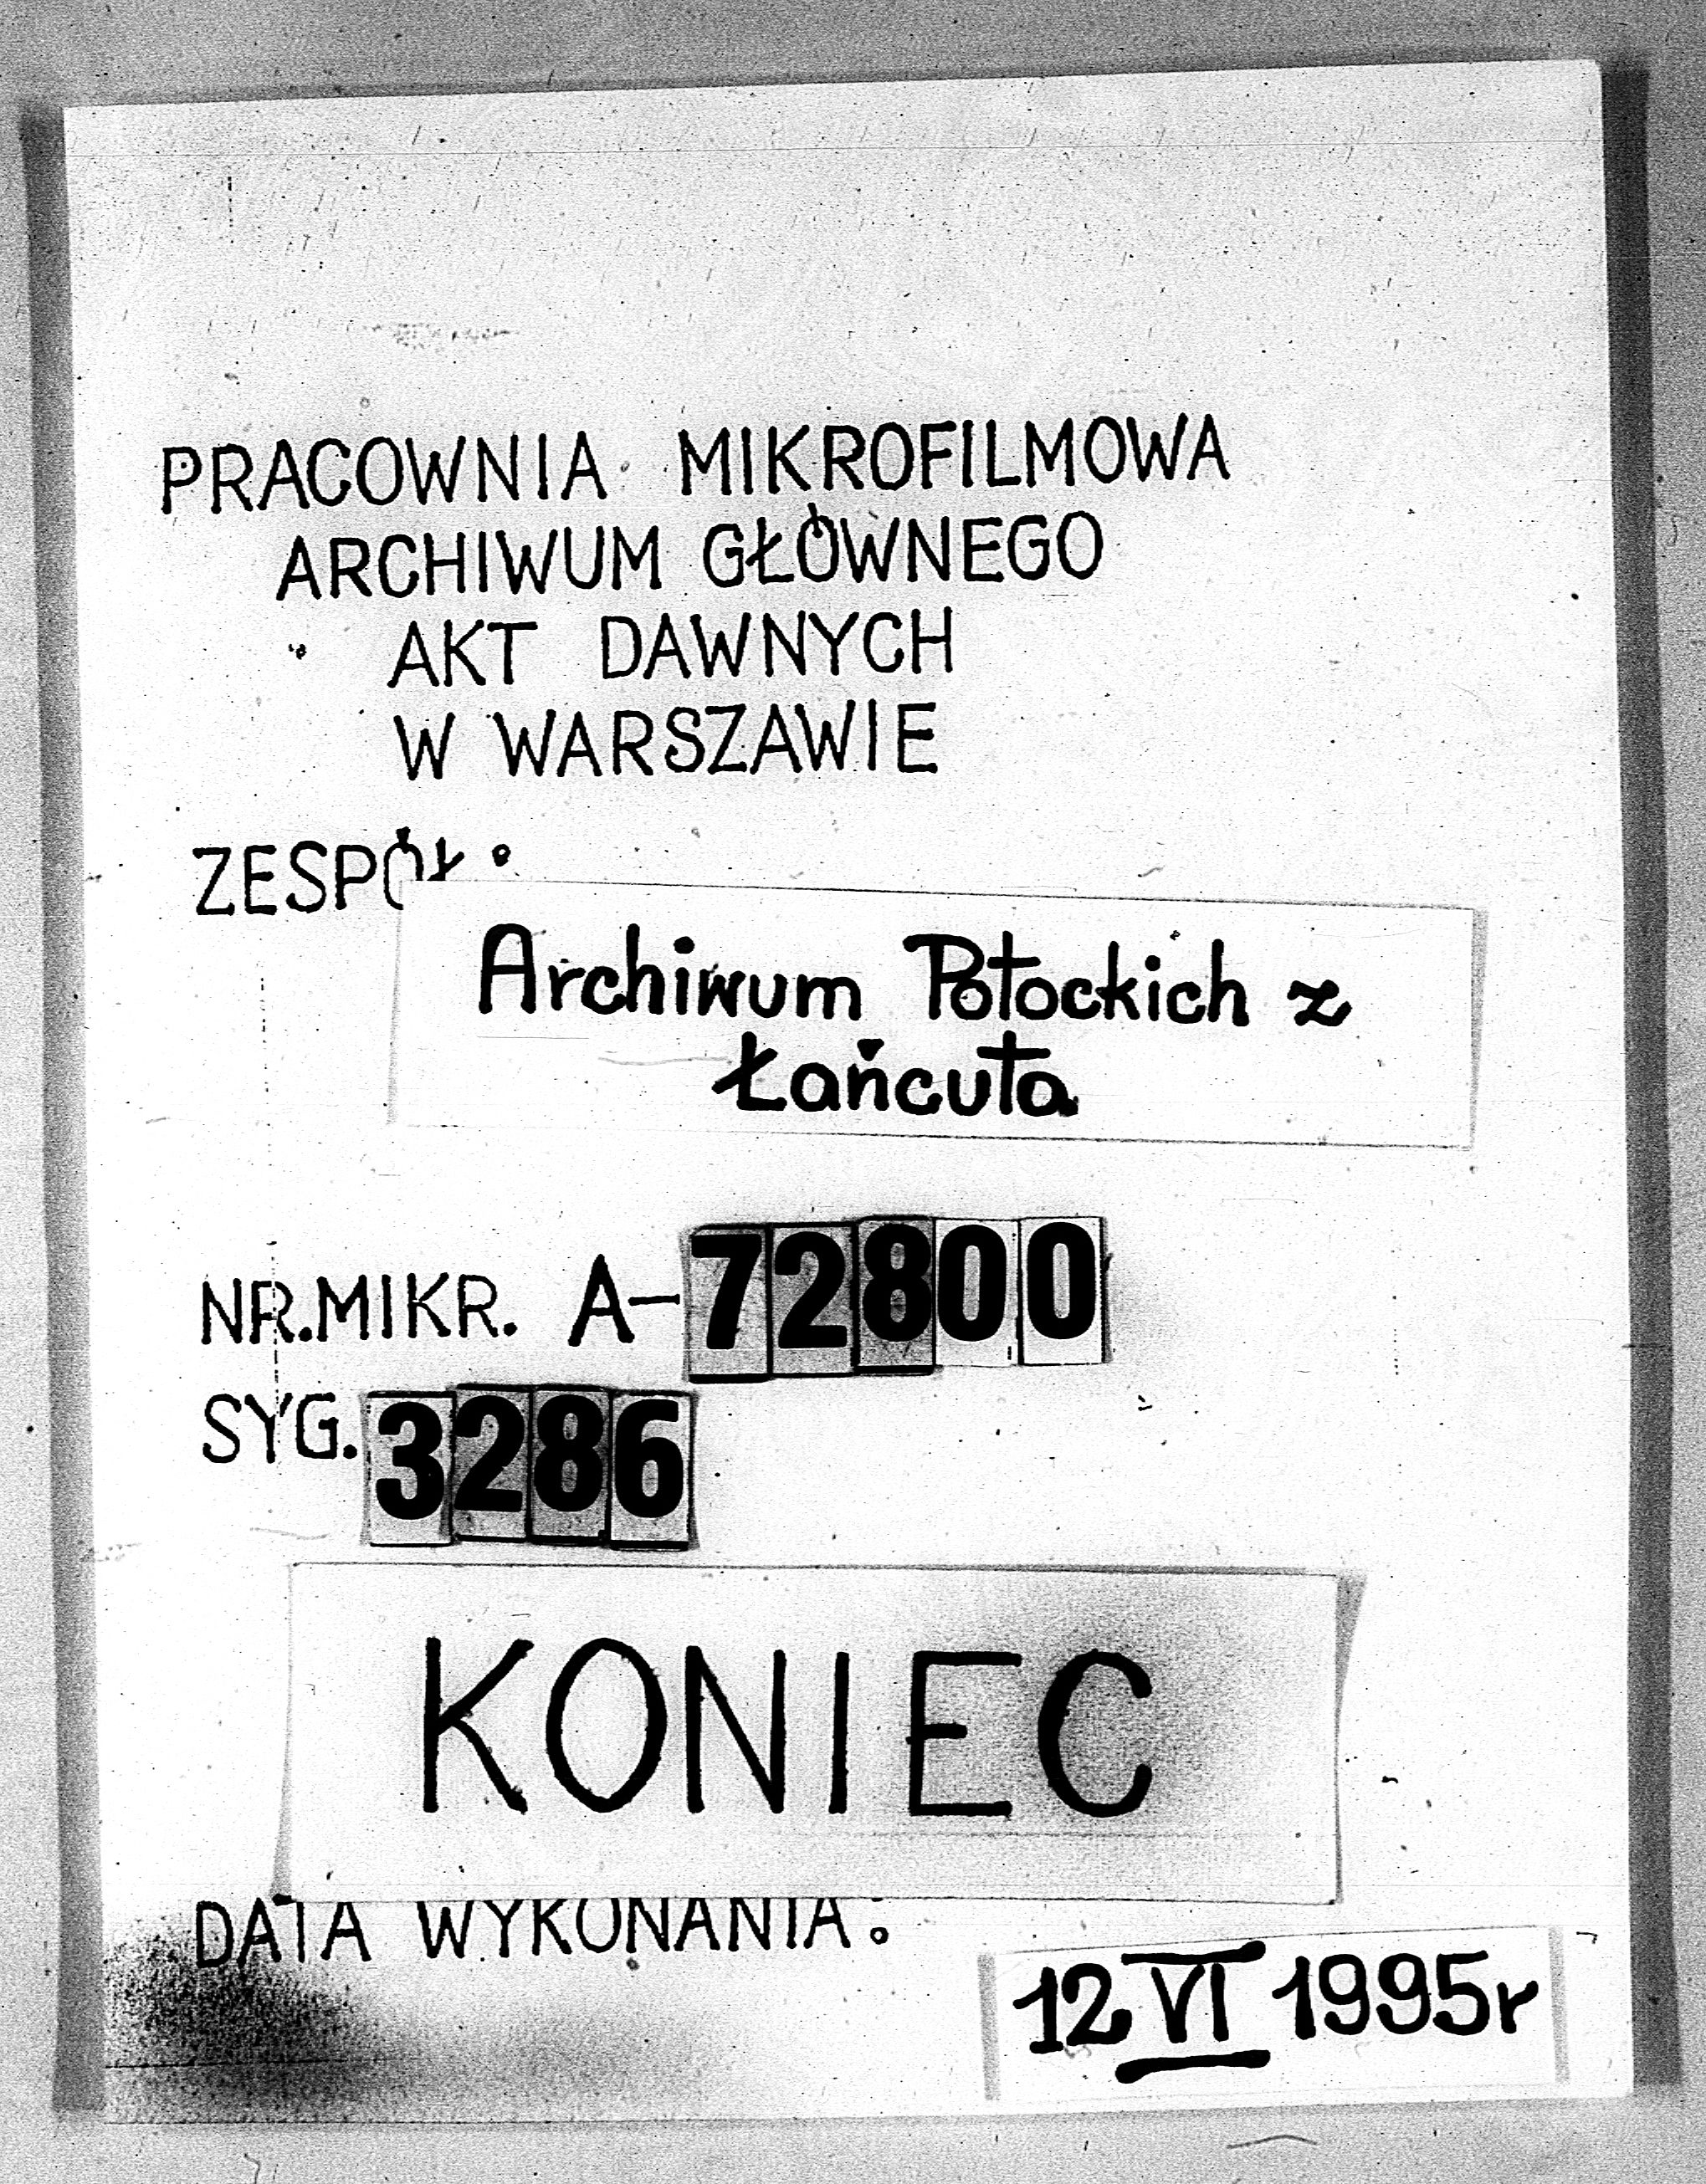 PRACOWNIA MIKROFILMOWA
ARCHIWUM GŁÓWNEGO
AKT DAWNYCH
W WARSZAWIE
ZESPÓŁ:
Archiwum Potockich z
Łańcuta
NR.MIKR. A-72800
SYG. 3286
KONIEC
DATA WYKONANIA:
12 VI 1995r